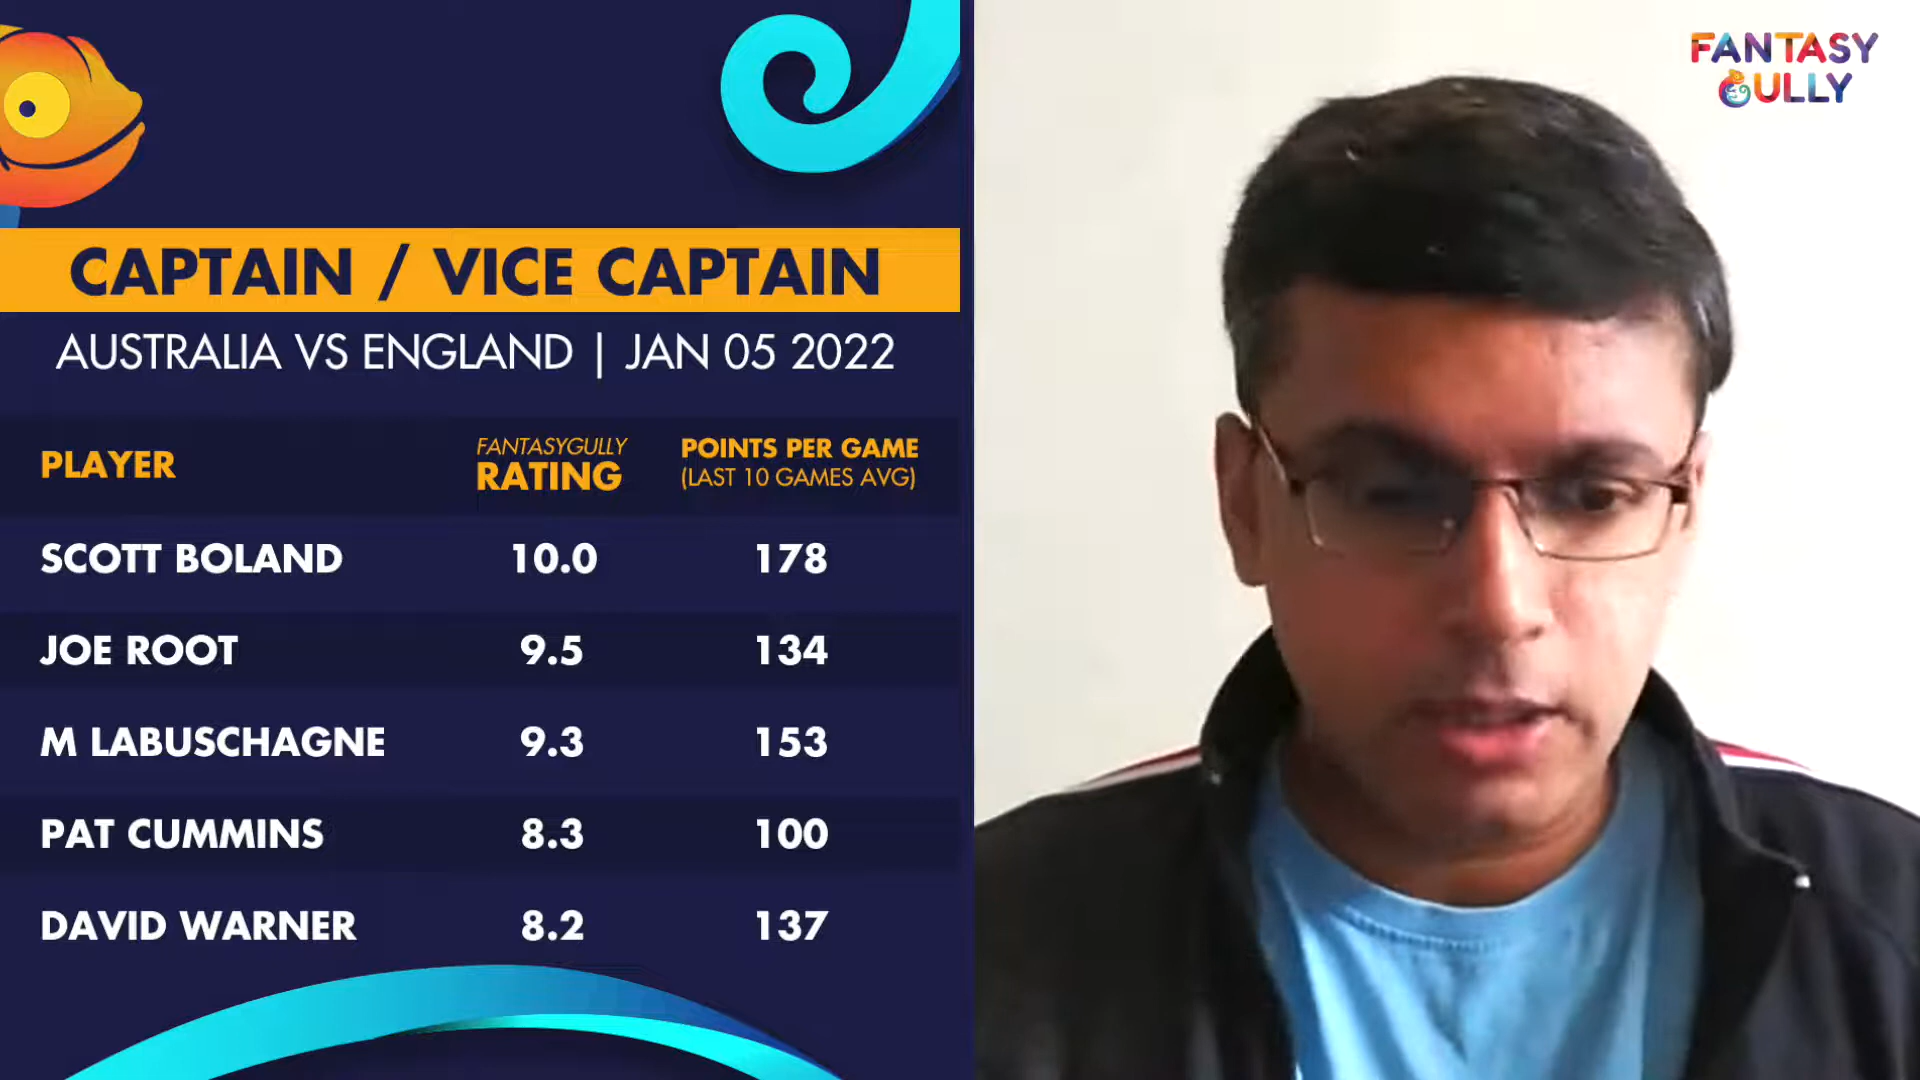 FANTASY
GULLY
CAPTAIN / VICE CAPTAIN
AUSTRALIA VS ENGLAND | JAN 05 2022
PLAYER
FANTASYGULLY
RATING
POINTS PER GAME
(LAST 10 GAMES AVG)
SCOTT BOLAND 10.0 178
JOE ROOT 9.5 134
M LABUSCHAGNE 9.3 153
PAT CUMMINS 8.3 100
DAVID WARNER 8.2 137